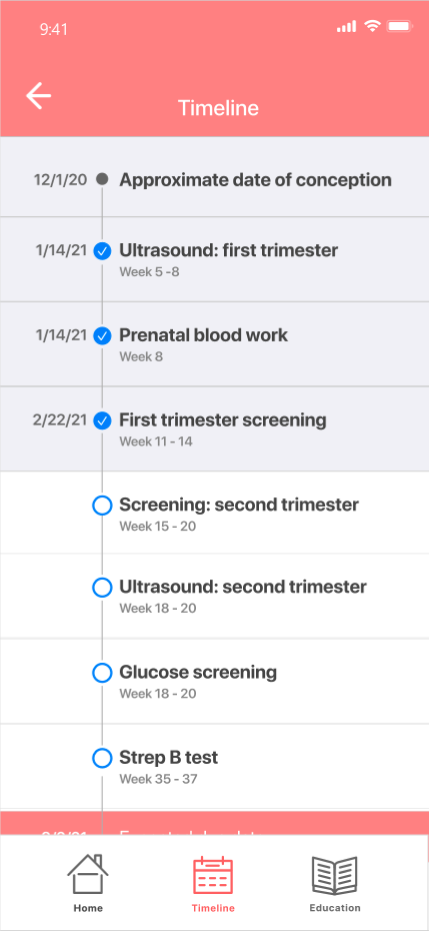 9:41
Timeline
12/1/20 Approximate date of conception
1/14/21 Ultrasound: first trimester
Week 5 -8
1/14/21 Prenatal blood work
Week 8
2/22/21 First trimester screening
Week 11 - 14
Screening: second trimester
Week 15 - 20
Ultrasound: second trimester
Week 18 - 20
Glucose screening
Week 18 - 20
Strep B test
Week 35 - 37
Home Timeline Education